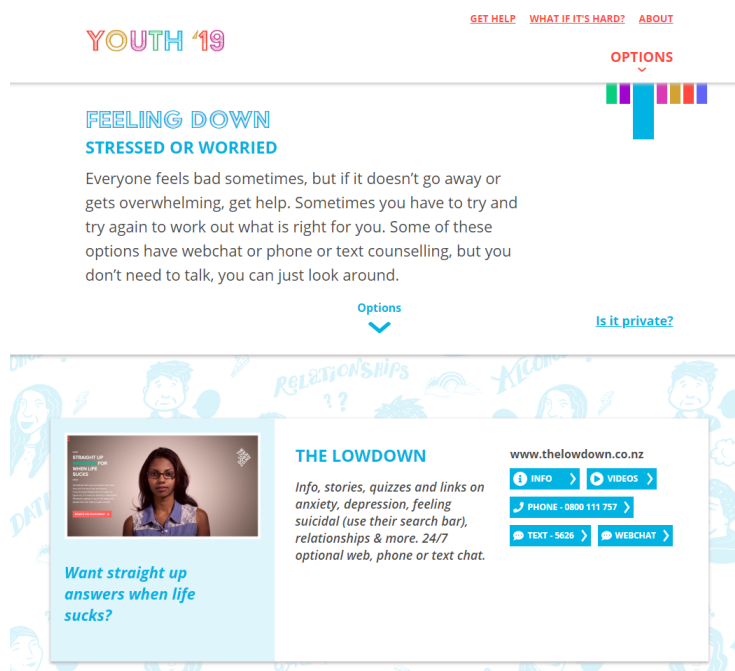 GET HELP WHAT IF IT'S HARD? ABOUT
YOUTH ‘19
OPTIONS
FEELING DOWN
STRESSED OR WORRIED
Everyone feels bad sometimes, but if it doesn’t go away or
gets overwhelming, get help. Sometimes you have to try and
try again to work out what is right for you. Some of these
options have webchat or phone or text counselling, but you
don’t need to talk, you can just look around.
Options
Is it private?
RELATIONSHIPS
??
STRAIGHT UP
FOR
WHEN LIFE
SUCKS
Want straight up
answers when life
sucks?
THE LOWDOWN
Info, stories, quizzes and links on
anxiety, depression, feeling
suicidal (use their search bar),
relationships & more. 24/7
optional web, phone or text chat.
www.thelowdown.co.nz
INFO
VIDEOS
PHONE - 0800 111 757
TEXT - 5626
WEBCHAT